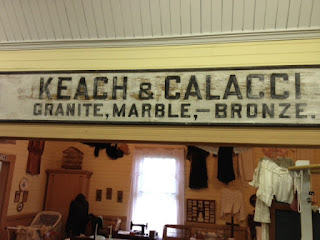 KEACH & CALACCI
GRANITE, MARBLE,—BRONZE.